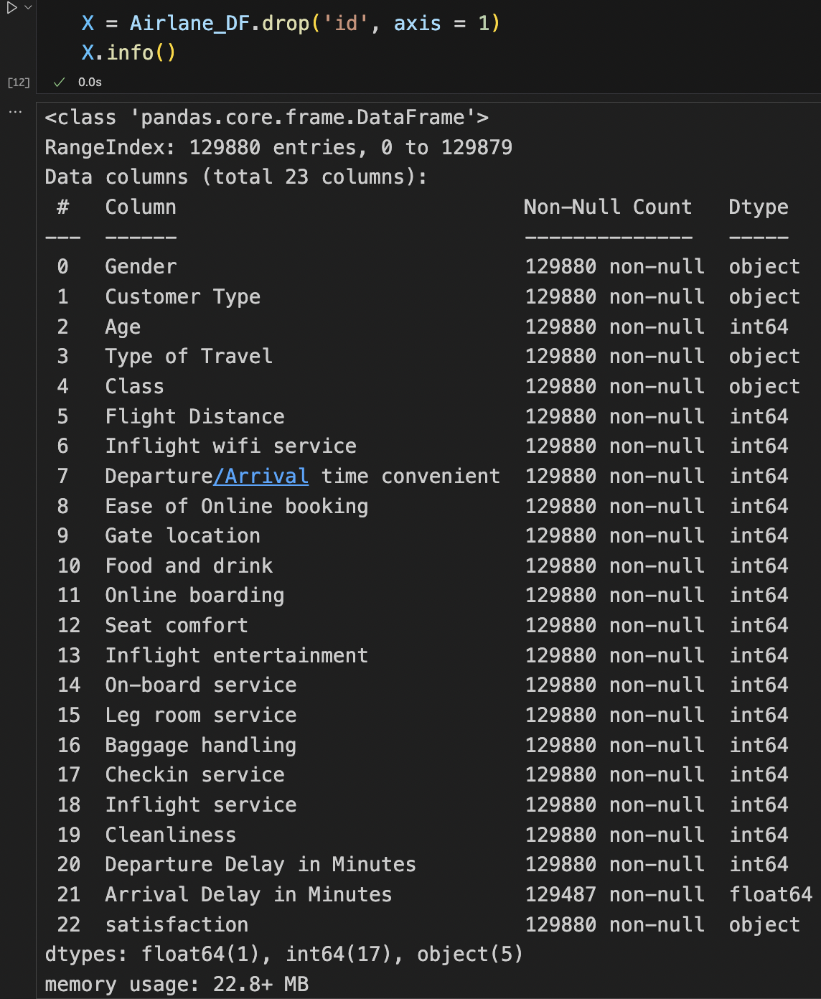 X = Airlane_DF.drop('id', axis = 1)
X.info()
[12] 0.0s
...
<class 'pandas.core.frame.DataFrame'>
RangeIndex: 129880 entries, 0 to 129879
Data columns (total 23 columns):
 #   Column                             Non-Null Count   Dtype
---  ------                             --------------   -----
 0   Gender                             129880 non-null  object
 1   Customer Type                      129880 non-null  object
 2   Age                                129880 non-null  int64
 3   Type of Travel                     129880 non-null  object
 4   Class                              129880 non-null  object
 5   Flight Distance                    129880 non-null  int64
 6   Inflight wifi service              129880 non-null  int64
 7   Departure/Arrival time convenient  129880 non-null  int64
 8   Ease of Online booking             129880 non-null  int64
 9   Gate location                      129880 non-null  int64
 10  Food and drink                     129880 non-null  int64
 11  Online boarding                    129880 non-null  int64
 12  Seat comfort                       129880 non-null  int64
 13  Inflight entertainment             129880 non-null  int64
 14  On-board service                   129880 non-null  int64
 15  Leg room service                   129880 non-null  int64
 16  Baggage handling                   129880 non-null  int64
 17  Checkin service                    129880 non-null  int64
 18  Inflight service                   129880 non-null  int64
 19  Cleanliness                        129880 non-null  int64
 20  Departure Delay in Minutes         129880 non-null  int64
 21  Arrival Delay in Minutes           129487 non-null  float64
 22  satisfaction                       129880 non-null  object
dtypes: float64(1), int64(17), object(5)
memory usage: 22.8+ MB